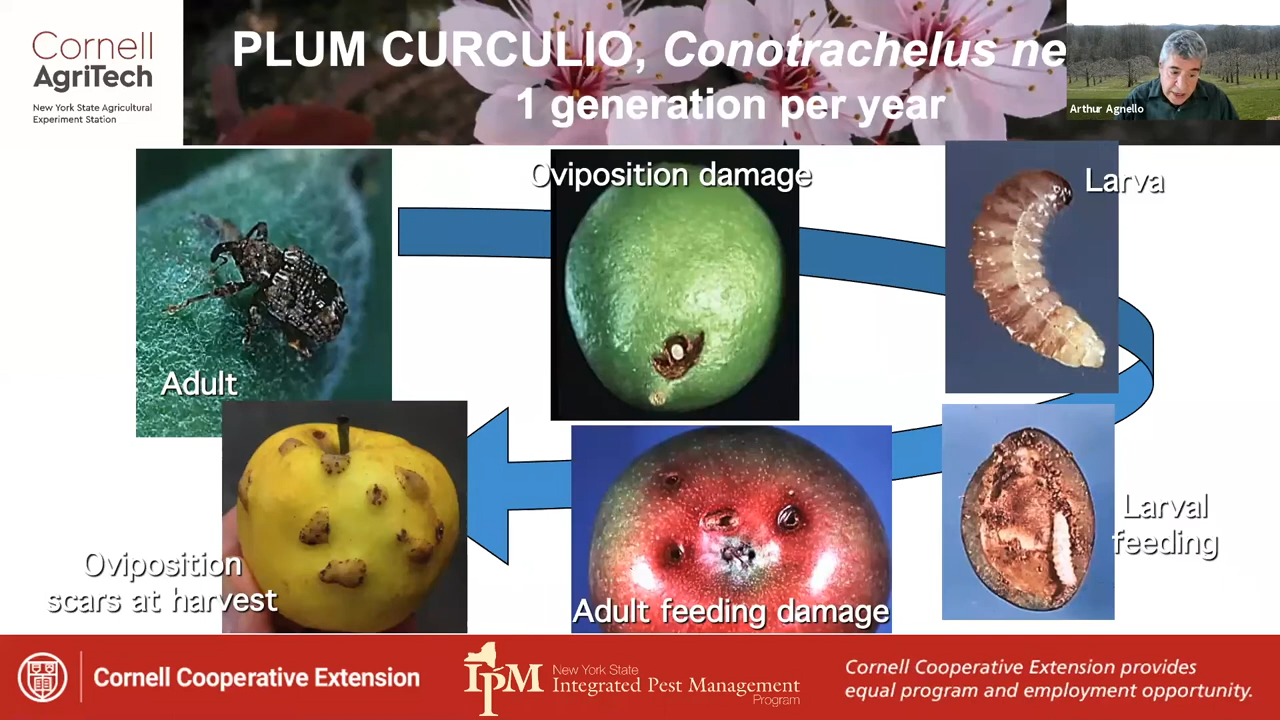 Cornell
AgriTech
New York State Agricultural
Experiment Station
PLUM CURCULIO, Conotrachelus ne
1 generation per year
Arthur Agnello
Oviposition damage
Larva
Adult
Larval
feeding
Oviposition
scars at harvest
Adult feeding damage
Cornell Cooperative Extension
IPM
New York State
Integrated Pest Management
Program
Cornell Cooperative Extension provides
equal program and employment opportunity.